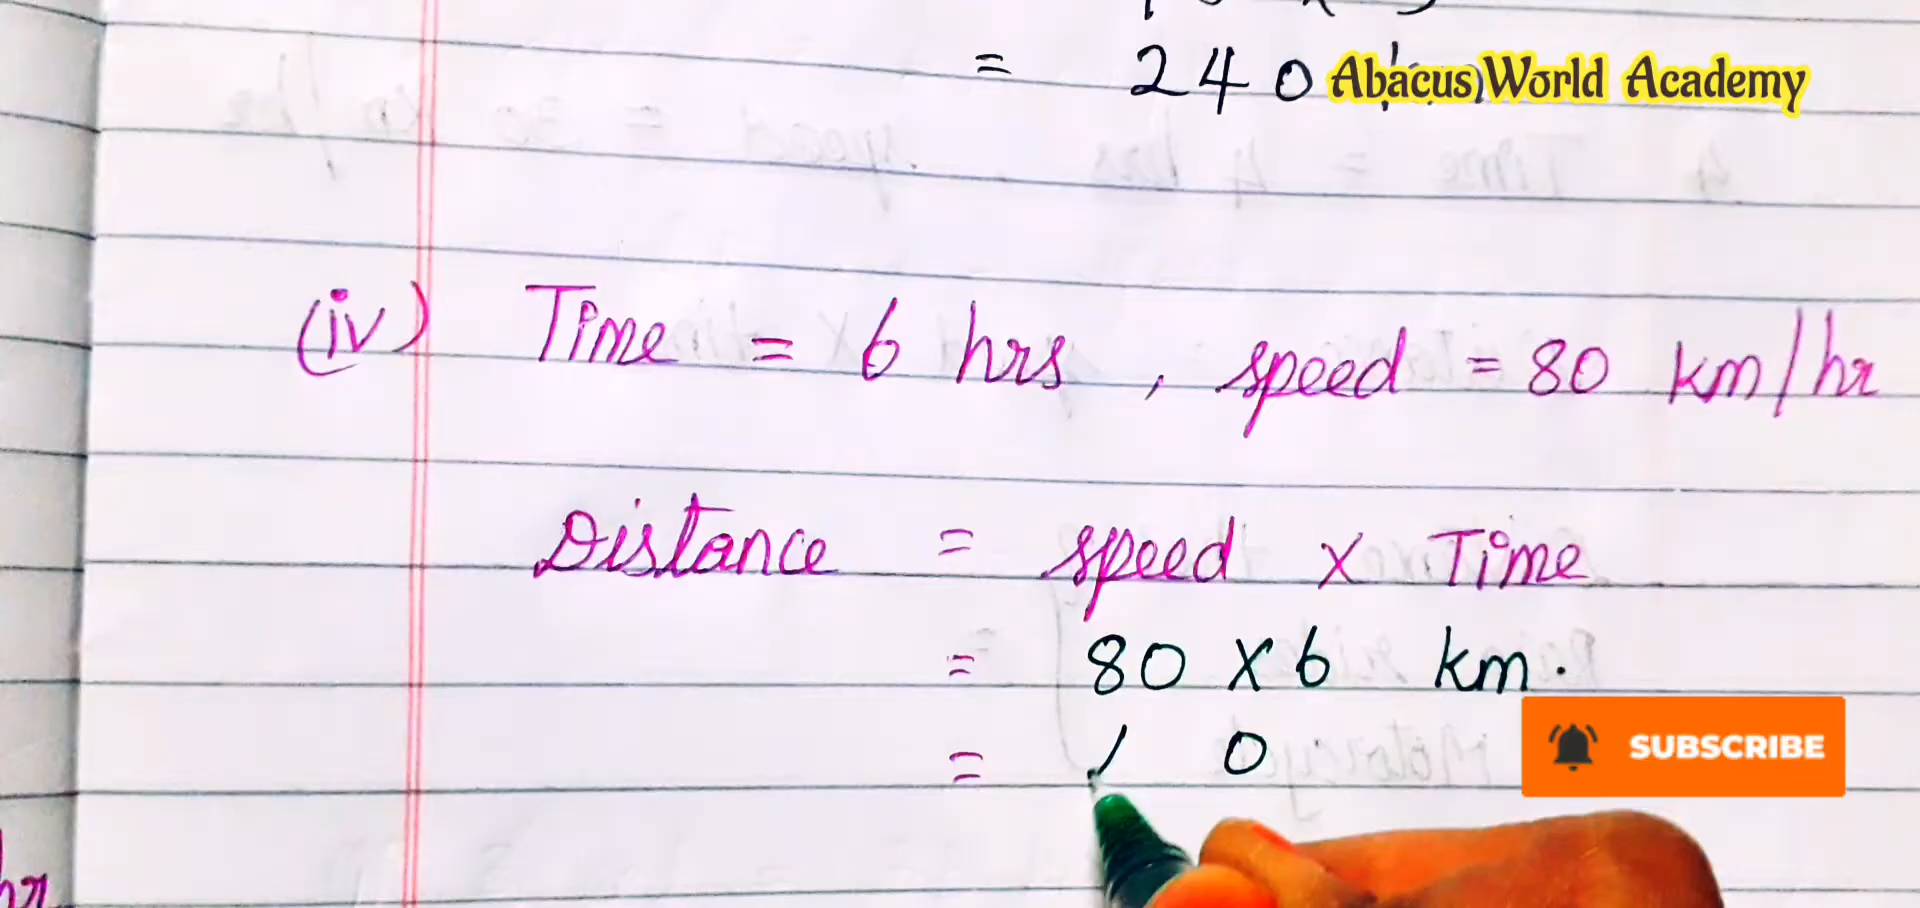 = 240
Abacus World Academy
(iv) Time = 6 hrs, speed = 80 km/hr
Distance = speed x Time
= 80 x 6 km.
= 0
SUBSCRIBE
hr